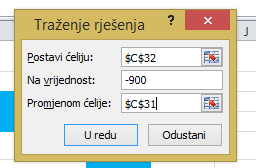 Traženje rješenja
J
Postavi ćeliju: $C$32
Na vrijednost: -900
Promjenom ćelije: $C$31
U redu Odustani